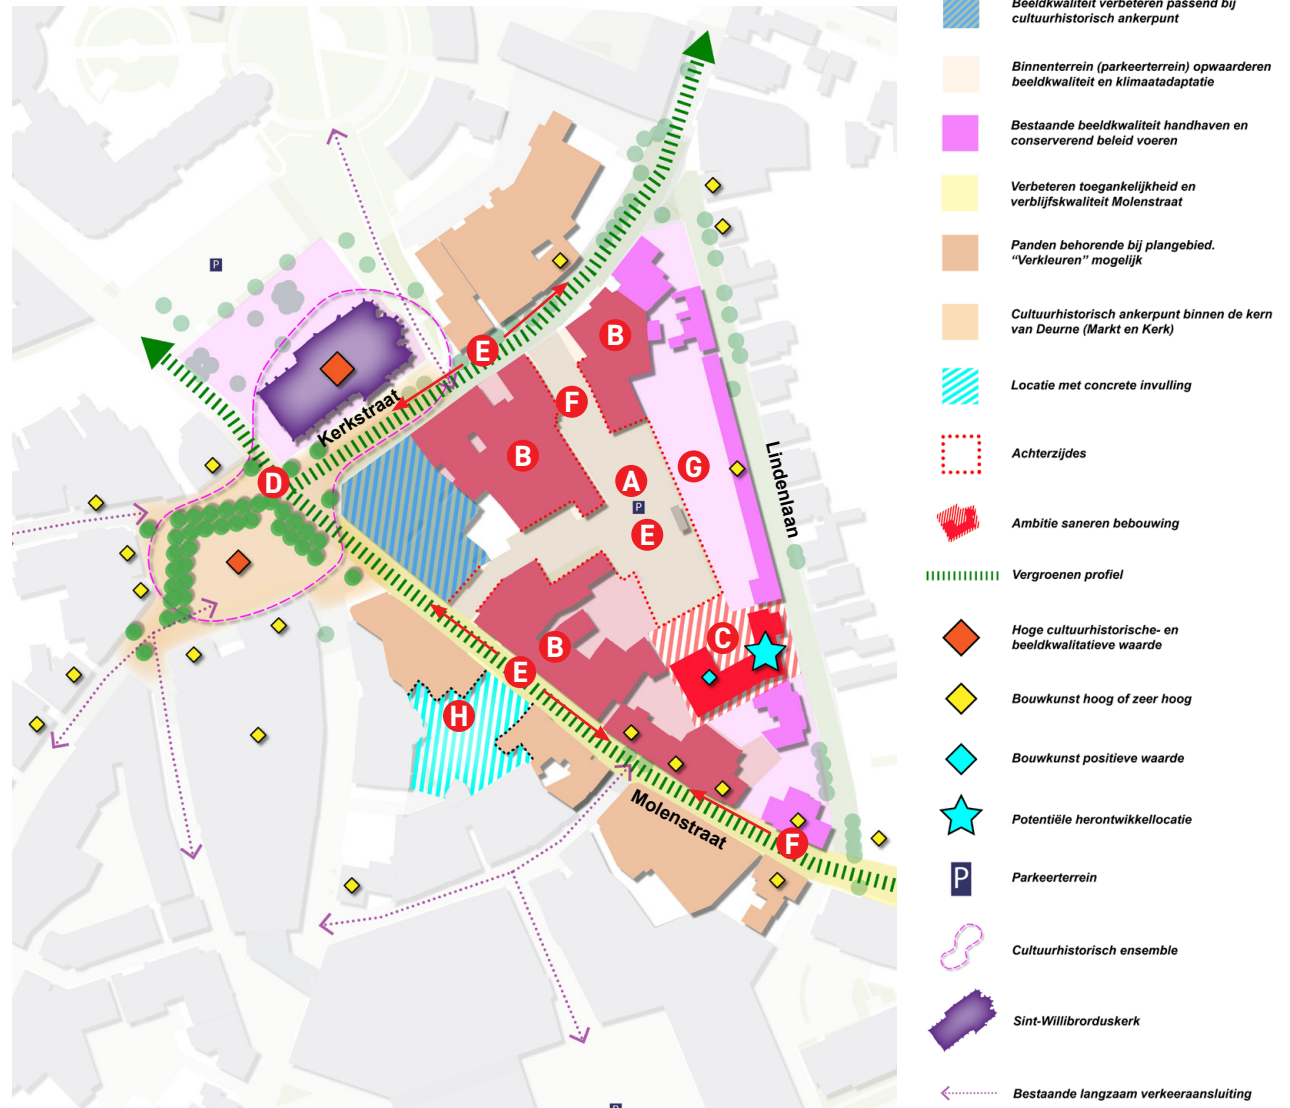 Beeldkwaliteit verbeteren passend bij
cultuurhistorisch ankerpunt
Binnenterrein (parkeerterrein) opwaarderen
beeldkwaliteit en klimaatadaptatie
Bestaande beeldkwaliteit handhaven en
conserverend beleid voeren
Verbeteren toegankelijkheid en
verblijfskwaliteit Molenstraat
Panden behorende bij plangebied.
“Verkleuren” mogelijk
Cultuurhistorisch ankerpunt binnen de kern
van Deurne (Markt en Kerk)
Locatie met concrete invulling
Achterzijdes
Ambitie saneren bebouwing
Vergroenen profiel
Hoge cultuurhistorische- en
beeldkwalitatieve waarde
Bouwkunst hoog of zeer hoog
Bouwkunst positieve waarde
Potentiële herontwikkellocatie
P
Parkeerterrein
Cultuurhistorisch ensemble
Sint-Willibrorduskerk
Bestaande langzaam verkeeraansluiting
P
B
E
F
Kerkstraat
B
A
G
Lindenlaan
D
P
E
C
B
E
H
Molenstraat
F
P